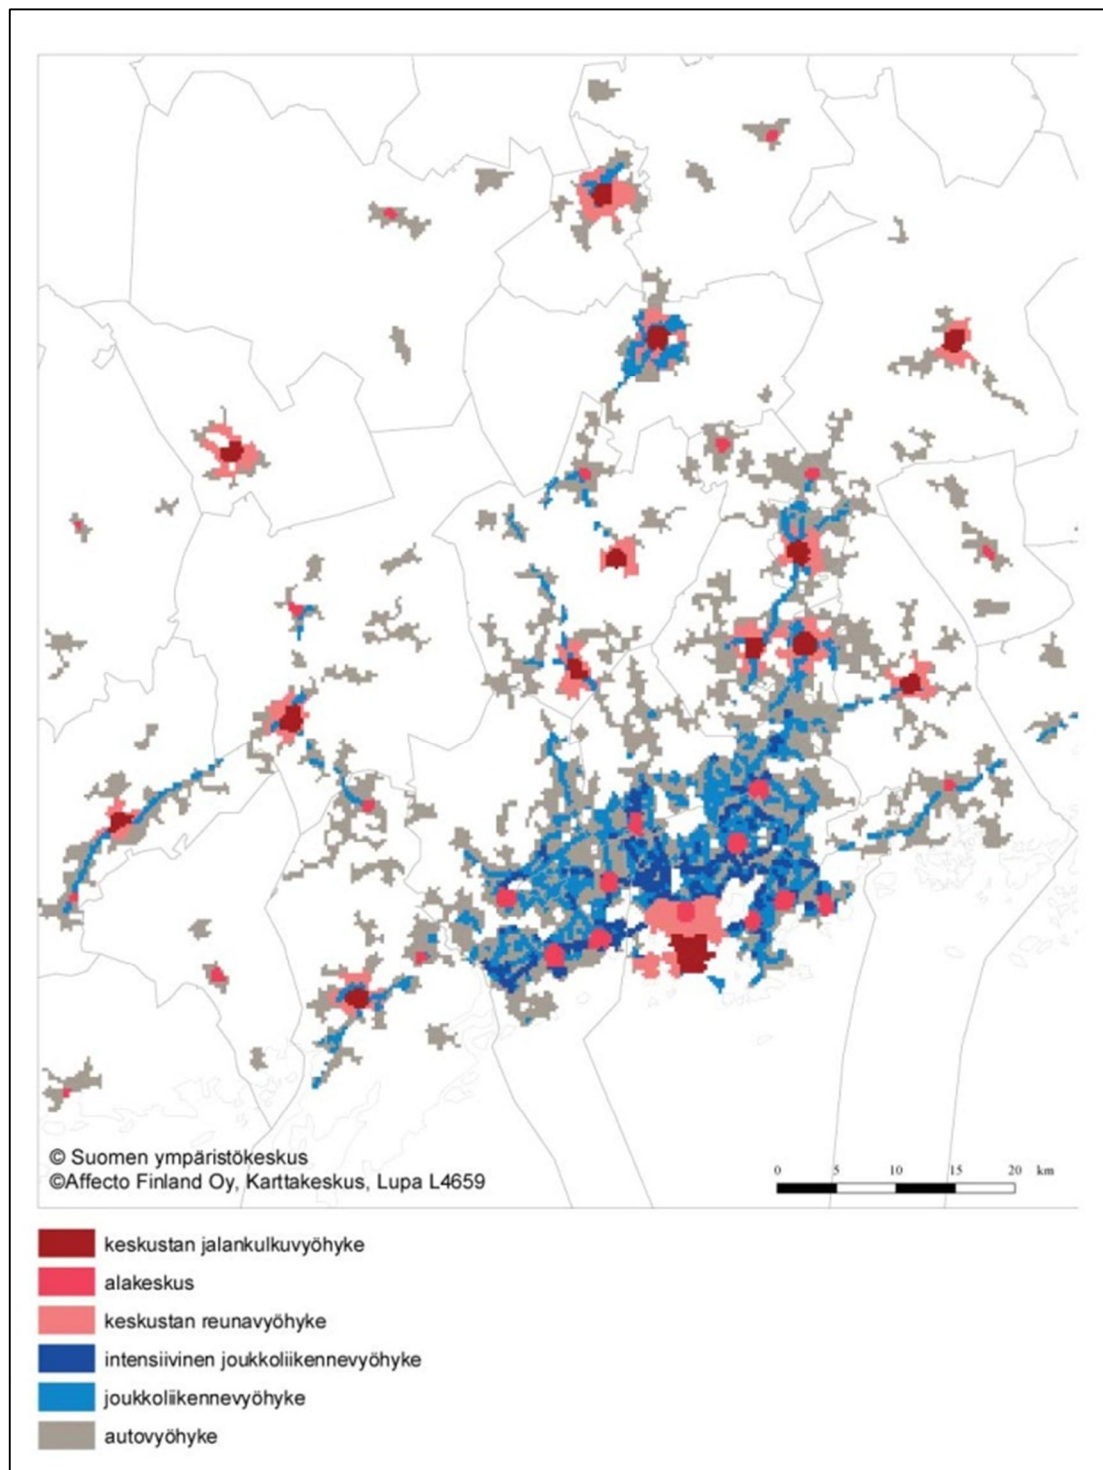 © Suomen ympäristökeskus
©Affecto Finland Oy, Karttakeskus, Lupa L4659
0 5 10 15 20 km
keskustan jalankulkuvyöhyke
alakeskus
keskustan reunavyöhyke
intensiivinen joukkoliikennevyöhyke
joukkoliikennevyöhyke
autovyöhyke